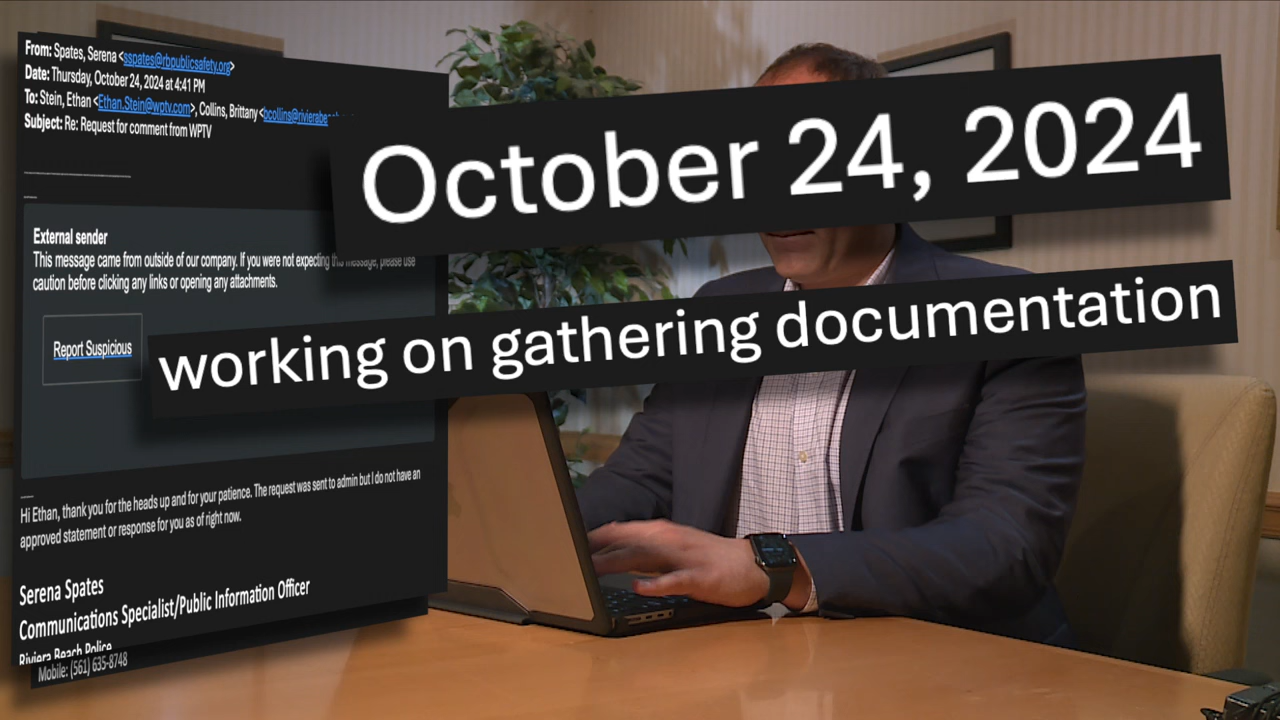 From: Spates, Serena <sspates@rbpublicsafety.org>
Date: Thursday, October 24, 2024 at 4:41 PM
To: Stein, Ethan <Ethan.Stein@wptv.com>, Collins, Brittany <bcollins@rivierabe
Subject: Re: Request for comment from WPTV
October 24, 2024
External sender
This message came from outside of our company. If you were not expecting this message, please use
caution before clicking any links or opening any attachments.
Report Suspicious
working on gathering documentation
Hi Ethan, thank you for the heads up and for your patience. The request was sent to admin but I do not have an
approved statement or response for you as of right now.
Serena Spates
Communications Specialist/Public Information Officer
Riviera Beach Police
Mobile: (561) 635-8748